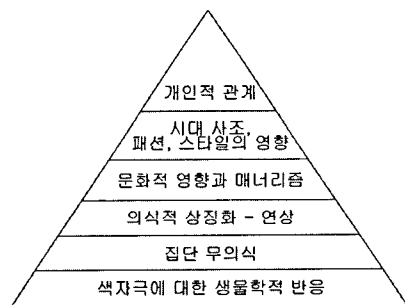 개인적 관계
시대 사조,
패션, 스타일의 영향
문화적 영향과 매너리즘
의식적 상징화 - 연상
집단 무의식
색자극에 대한 생물학적 반응